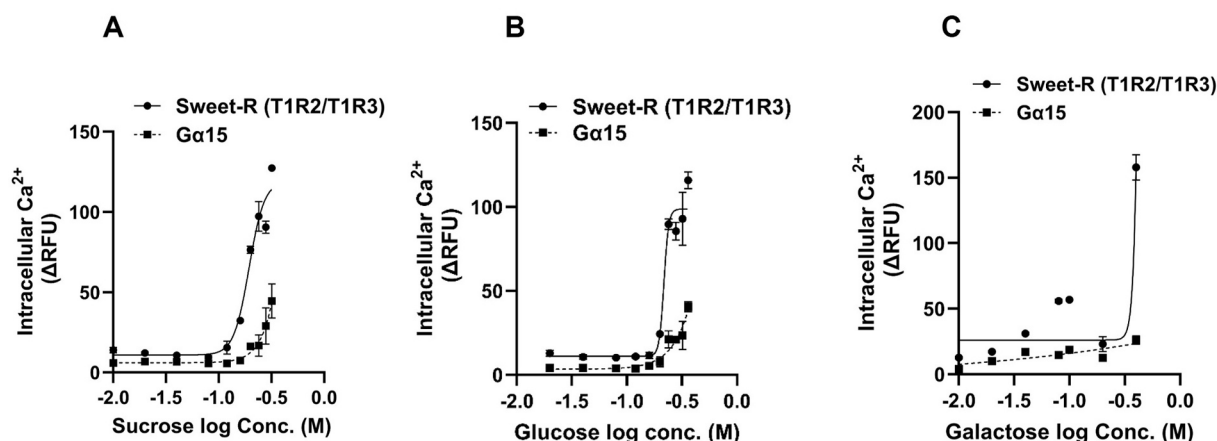 A
Sweet-R (T1R2/T1R3)
Gα15
Intracellular Ca2+
(ΔRFU)
150
100
50
0
-2.0 -1.5 -1.0 -0.5 0.0
Sucrose log Conc. (M)
B
Sweet-R (T1R2/T1R3)
Gα15
Intracellular Ca2+
(ΔRFU)
150
100
50
0
-2.0 -1.5 -1.0 -0.5 0.0
Glucose log conc. (M)
C
Sweet-R (T1R2/T1R3)
Gα15
Intracellular Ca2+
(ΔRFU)
200
150
100
50
0
-2.0 -1.5 -1.0 -0.5 0.0
Galactose log Conc. (M)